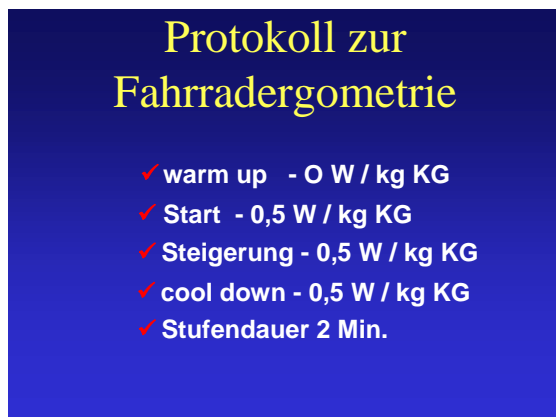 Protokoll zur
Fahrradergometrie
warm up - O W / kg KG
Start - 0,5 W / kg KG
Steigerung - 0,5 W / kg KG
cool down - 0,5 W / kg KG
Stufendauer 2 Min.